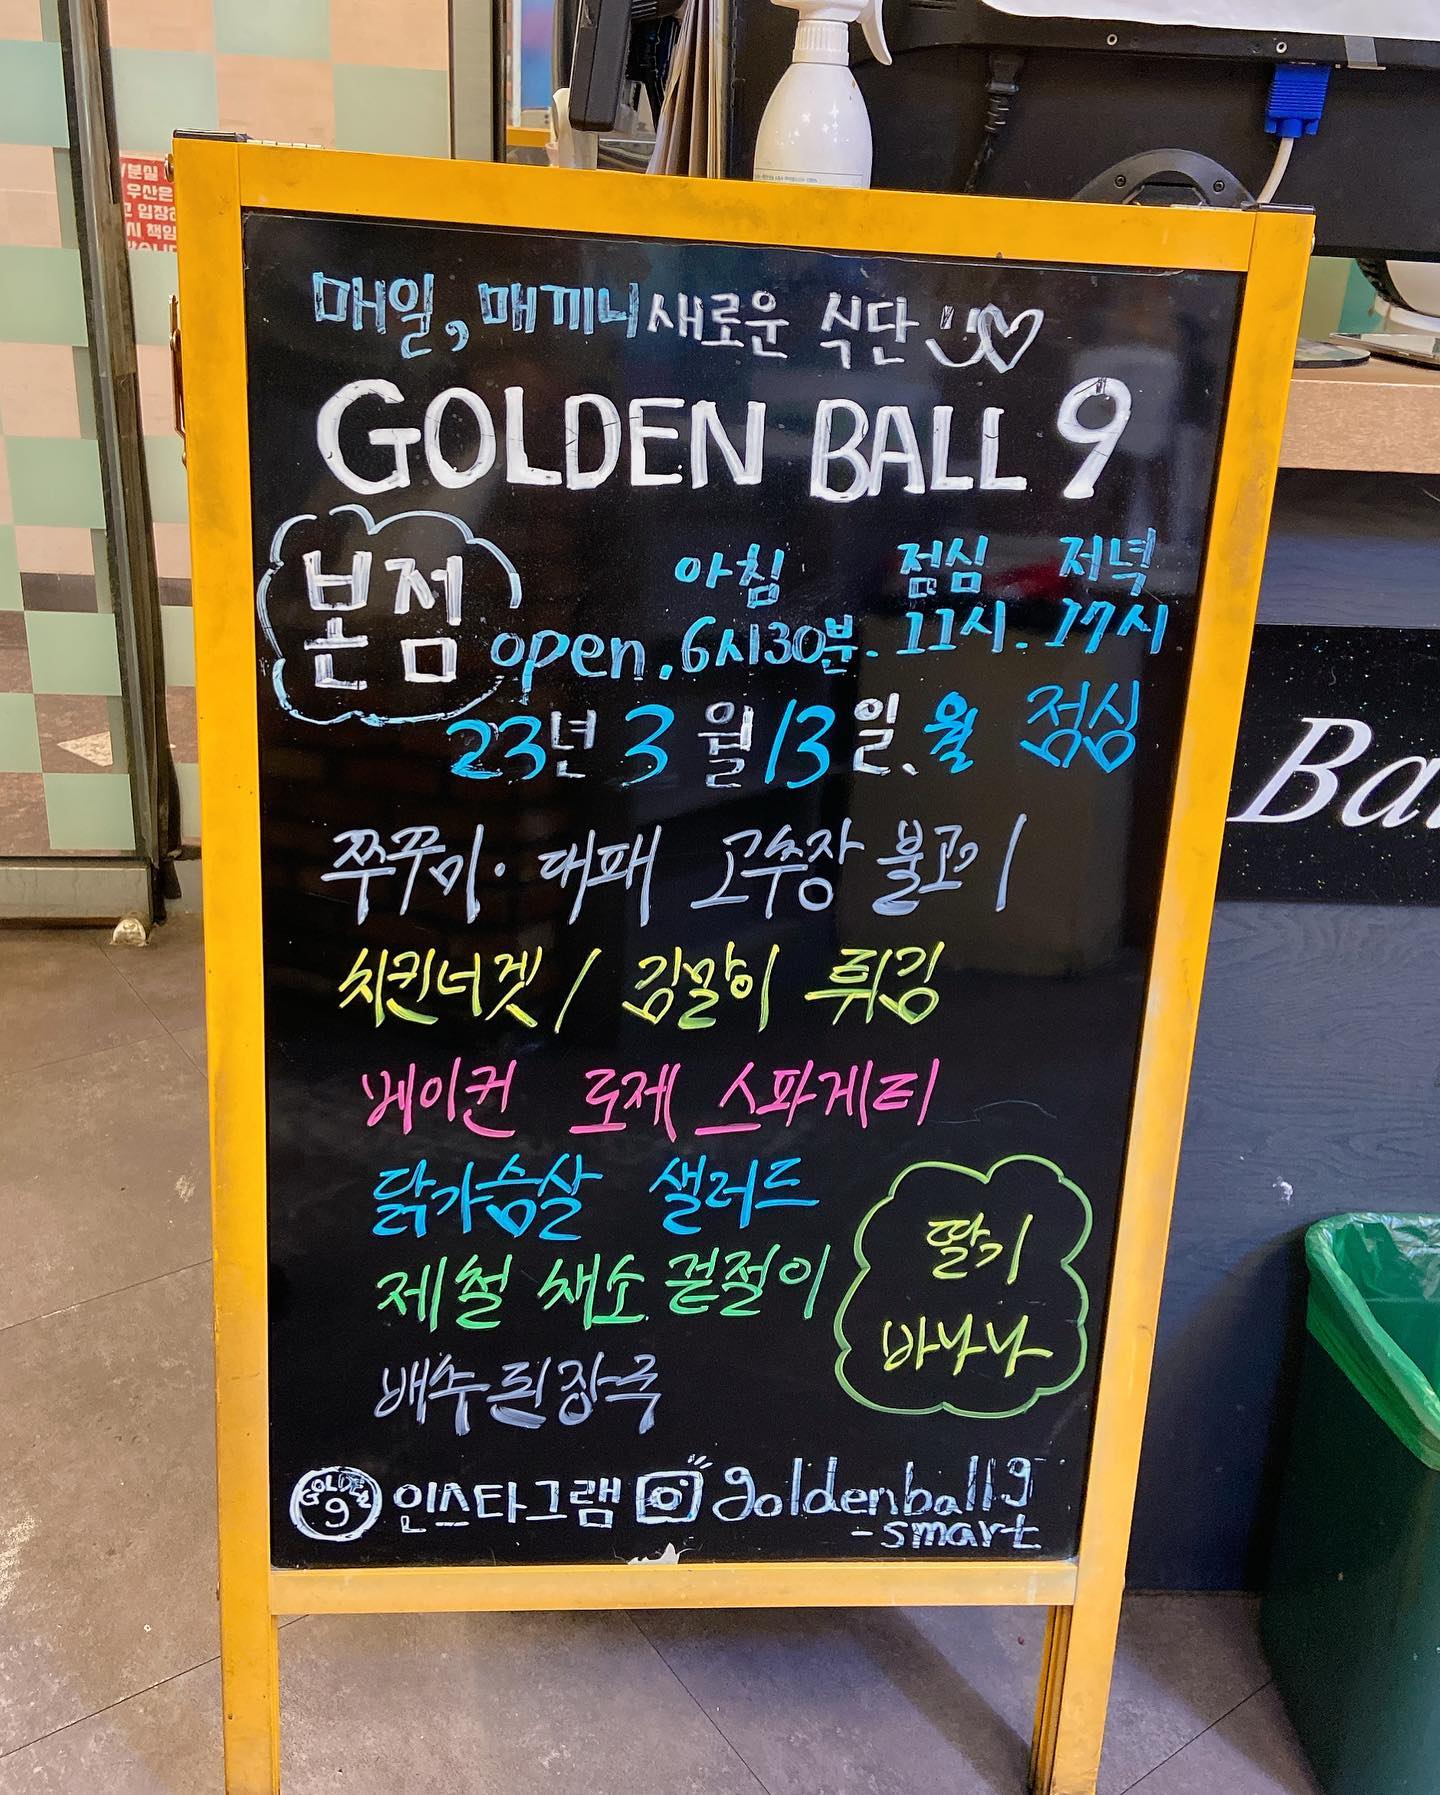 분실
우산은
고 입장
시 책임
매일, 매끼니 새로운 식단
GOLDEN BALL 9
본점
아침 점심 저녁
open. 6시30분. 11시. 17시
23년 3월 13일. 월 점심
쭈꾸미·대패 고추장 불고기
치킨너겟 / 김말이 튀김
베이컨 로제 스파게티
닭가슴살 샐러드
제철 채소 겉절이
배추된장국
딸기
바나나
GOLDEN
9
인스타그램 goldenball9
-smart
Ba